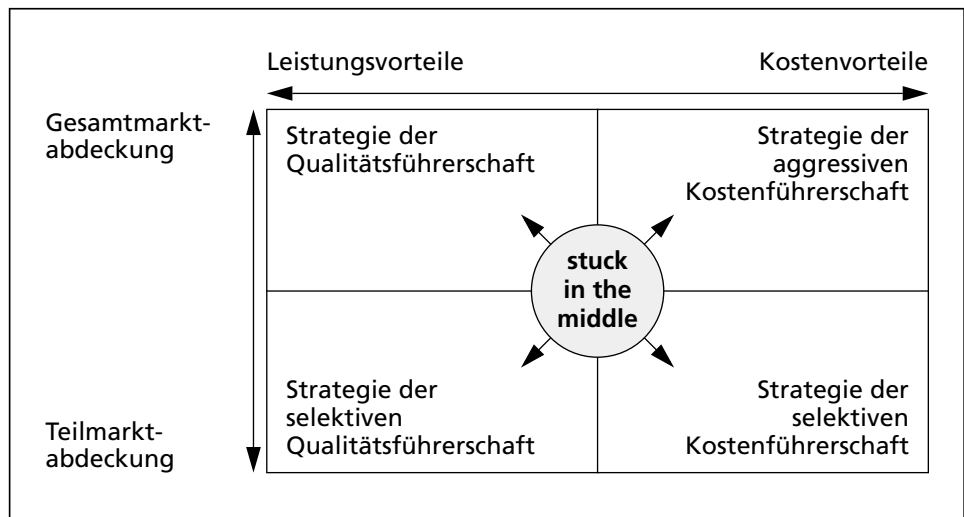 Leistungsvorteile
Kostenvorteile
Gesamtmarkt-
abdeckung
Strategie der
Qualitätsführerschaft
Strategie der
aggressiven
Kostenführerschaft
stuck
in the
middle
Teilmarkt-
abdeckung
Strategie der
selektiven
Qualitätsführerschaft
Strategie der
selektiven
Kostenführerschaft